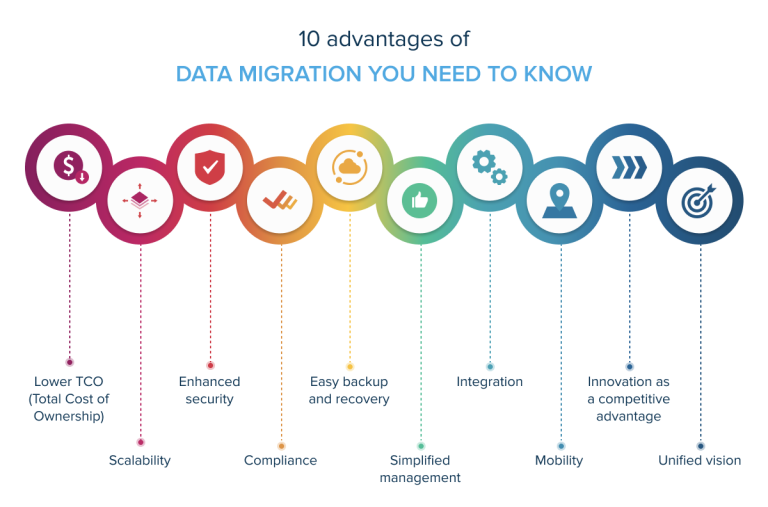 10 advantages of
DATA MIGRATION YOU NEED TO KNOW
$
Lower TCO
(Total Cost of
Ownership)
Scalability
Enhanced
security
Compliance
Easy backup
and recovery
Simplified
management
Integration
Mobility
Innovation as
a competitive
advantage
Unified vision